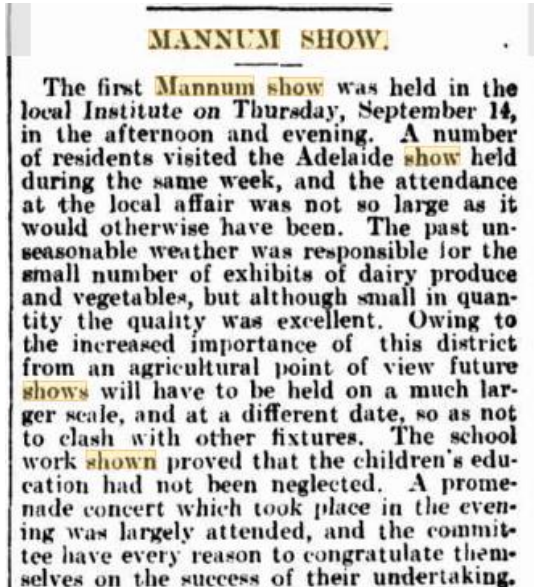 MANNUM SHOW.
The first Mannum show was held in the
local Institute on Thursday, September 14,
in the afternoon and evening. A number
of residents visited the Adelaide show held
during the same week, and the attendance
at the local affair was not so large as it
would otherwise have been. The past un-
seasonable weather was responsible for the
small number of exhibits of dairy produce
and vegetables, but although small in quan-
tity the quality was excellent. Owing to
the increased importance of this district
from an agricultural point of view future
shows will have to be held on a much lar-
ger scale, and at a different date, so as not
to clash with other fixtures. The school
work shown proved that the children's edu-
cation had not been neglected. A prome-
nade concert which took place in the even-
ing was largely attended, and the commit-
tee have every reason to congratulate them-
selves on the success of their undertaking.